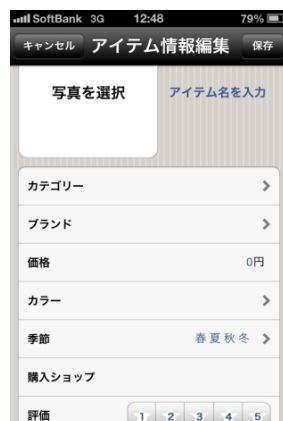 SoftBank 3G 12:48 79%
キャンセル アイテム情報編集 保存
写真を選択 アイテム名を入力
カテゴリー
ブランド
価格 0円
カラー
季節 春夏秋冬
購入ショップ
評価 1 2 3 4 5